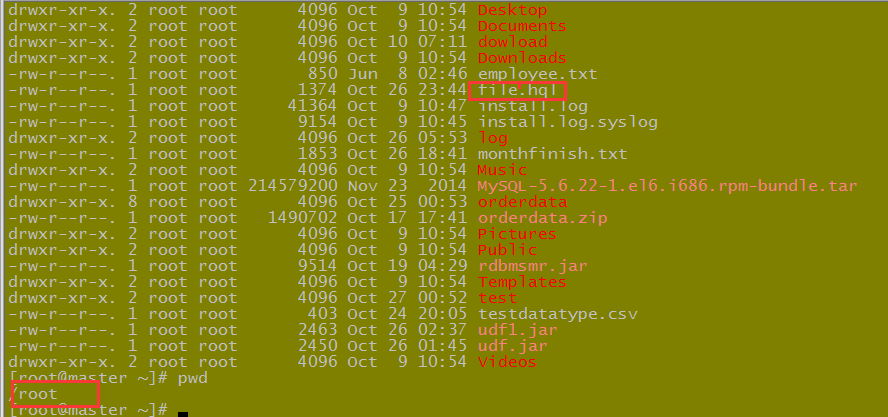 drwxr-xr-x. 2 root root      4096 Oct  9 10:54 Desktop
drwxr-xr-x. 2 root root      4096 Oct  9 10:54 Documents
drwxr-xr-x. 2 root root      4096 Oct 10 07:11 dowload
drwxr-xr-x. 2 root root      4096 Oct  9 10:54 Downloads
-rw-r--r--. 1 root root       850 Jun  8 02:46 employee.txt
-rw-r--r--. 1 root root      1374 Oct 26 23:44 file.hql
-rw-r--r--. 1 root root     41364 Oct  9 10:47 install.log
-rw-r--r--. 1 root root      9154 Oct  9 10:45 install.log.syslog
drwxr-xr-x. 2 root root      4096 Oct 26 05:53 log
-rw-r--r--. 1 root root      1853 Oct 26 18:41 monthfinish.txt
drwxr-xr-x. 2 root root      4096 Oct  9 10:54 Music
-rw-r--r--. 1 root root 214579200 Nov 23  2014 MySQL-5.6.22-1.el6.i686.rpm-bundle.tar
drwxr-xr-x. 8 root root      4096 Oct 25 00:53 orderdata
-rw-r--r--. 1 root root   1490702 Oct 17 17:41 orderdata.zip
drwxr-xr-x. 2 root root      4096 Oct  9 10:54 Pictures
drwxr-xr-x. 2 root root      4096 Oct  9 10:54 Public
-rw-r--r--. 1 root root      9514 Oct 19 04:29 rdbmsmr.jar
drwxr-xr-x. 2 root root      4096 Oct  9 10:54 Templates
drwxr-xr-x. 2 root root      4096 Oct 27 00:52 test
-rw-r--r--. 1 root root       403 Oct 24 20:05 testdatatype.csv
-rw-r--r--. 1 root root      2463 Oct 26 02:37 udf1.jar
-rw-r--r--. 1 root root      2450 Oct 26 01:45 udf.jar
drwxr-xr-x. 2 root root      4096 Oct  9 10:54 Videos
[root@master ~]# pwd
/root
[root@master ~]#